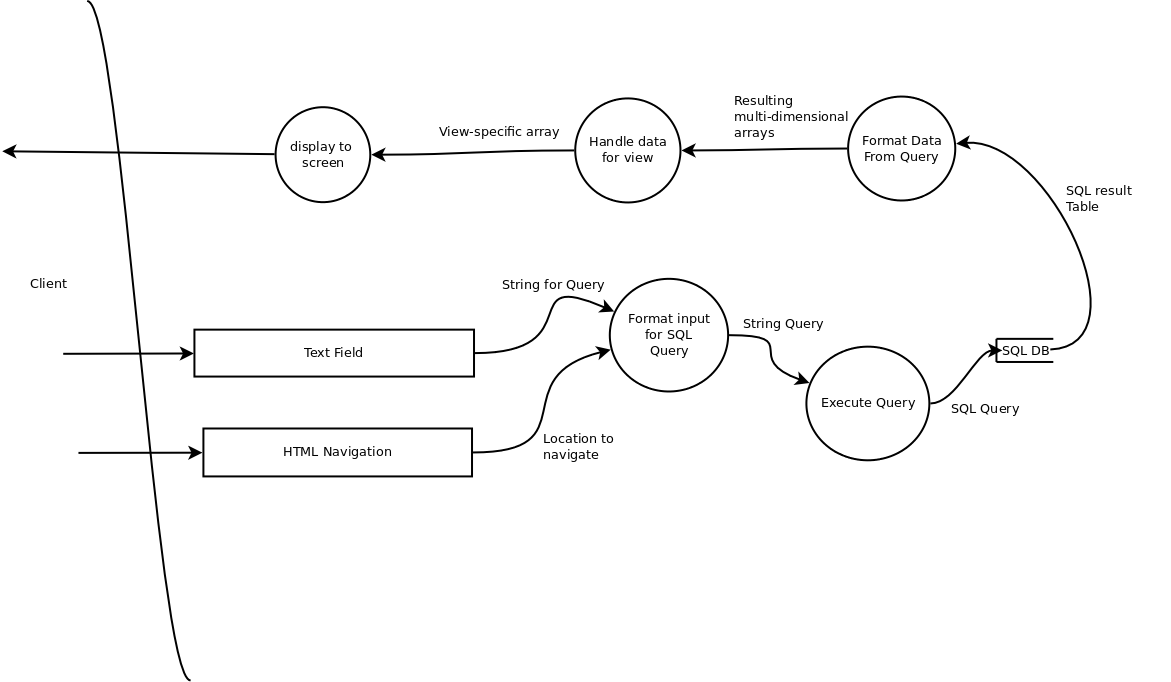 Resulting
multi-dimensional
arrays
View-specific array
Format Data
From Query
Handle data
for view
display to
screen
SQL result
Table
Client
String for Query
Format input
for SQL
Query
String Query
Text Field
SQL DB
Execute Query
SQL Query
Location to
navigate
HTML Navigation